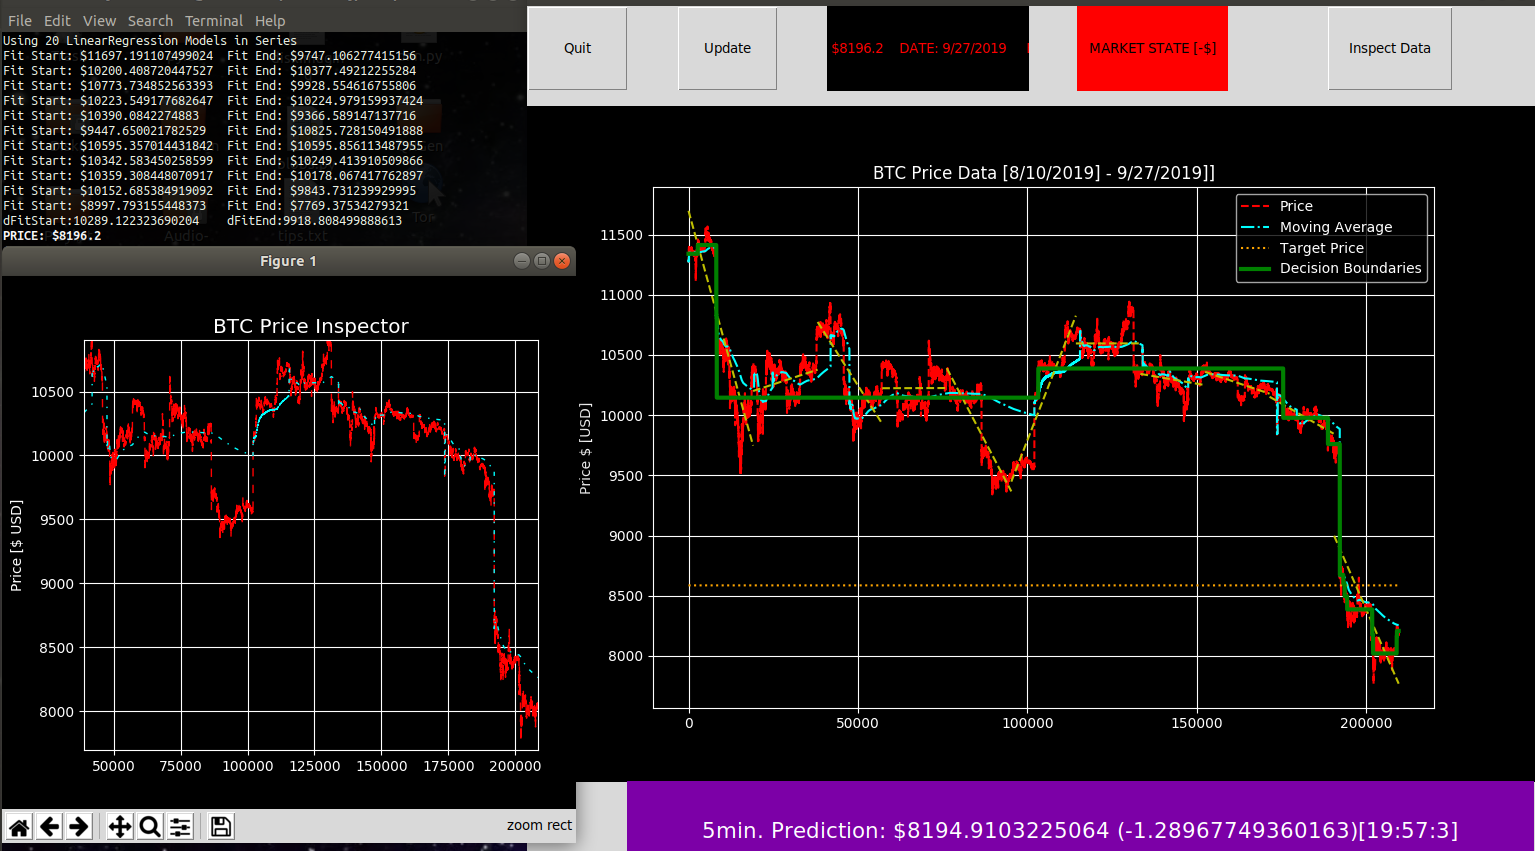 File Edit View Search Terminal Help
Using 20 LinearRegression Models in Series
Fit Start: $11697.191107499024 Fit End: $9747.106277415156
Fit Start: $10200.408720447527 Fit End: $10377.49212255284
Fit Start: $10773.734852563393 Fit End: $9928.554616755806
Fit Start: $10223.549177682647 Fit End: $10224.979159937424
Fit Start: $10390.0842274883 Fit End: $9366.589147137716
Fit Start: $9447.650021782529 Fit End: $10825.728150491888
Fit Start: $10595.357014431842 Fit End: $10595.856113487955
Fit Start: $10342.583450258599 Fit End: $10249.413910509866
Fit Start: $10359.308448070917 Fit End: $10178.067417762897
Fit Start: $10152.685384919092 Fit End: $9843.731239929995
Fit Start: $8997.793155448373 Fit End: $7769.37534279321
dFitStart:10289.122323690204 dFitEnd:9918.808499888613
PRICE: $8196.2
Audio-
tips.txt
Tor
Quit
Update
$8196.2 DATE: 9/27/2019
MARKET STATE [-$]
Inspect Data
Figure 1
BTC Price Inspector
Price [$ USD]
10500
10000
9500
9000
8500
8000
50000 75000 100000 125000 150000 175000 200000
zoom rect
BTC Price Data [8/10/2019] - 9/27/2019]]
Price
Moving Average
Target Price
Decision Boundaries
Price $ [USD]
11500
11000
10500
10000
9500
9000
8500
8000
0 50000 100000 150000 200000
5min. Prediction: $8194.9103225064 (-1.28967749360163)[19:57:3]